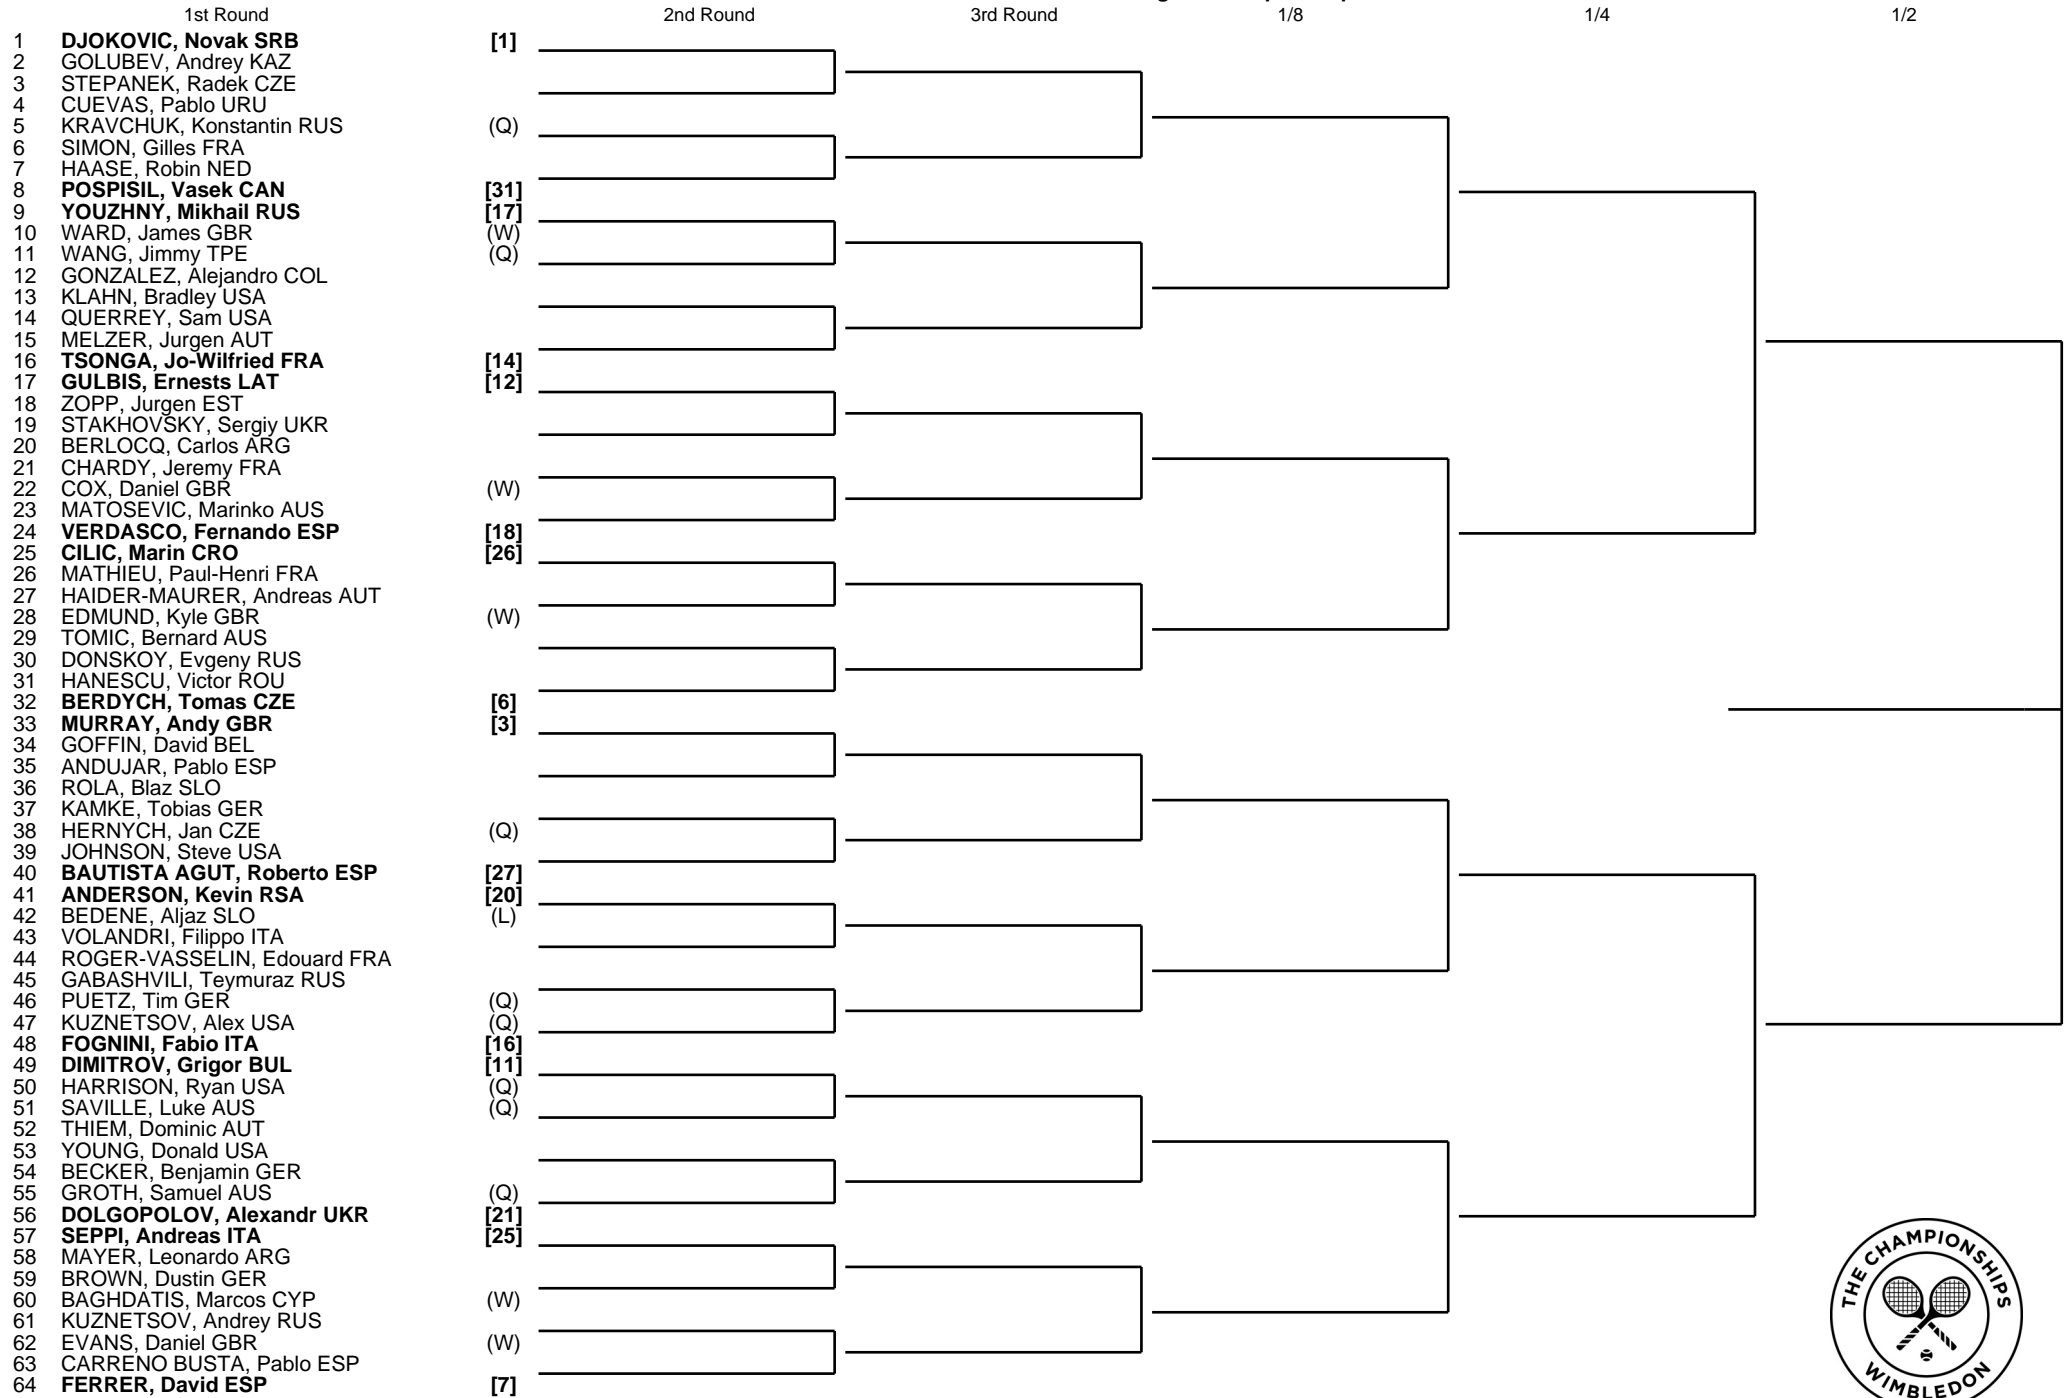 1st Round 2nd Round 3rd Round 1/8 1/4 1/2
1 DJOKOVIC, Novak SRB [1]
2 GOLUBEV, Andrey KAZ
3 STEPANEK, Radek CZE
4 CUEVAS, Pablo URU
5 KRAVCHUK, Konstantin RUS (Q)
6 SIMON, Gilles FRA
7 HAASE, Robin NED
8 POSPISIL, Vasek CAN [31]
9 YOUZHNY, Mikhail RUS [17]
10 WARD, James GBR (W)
11 WANG, Jimmy TPE (Q)
12 GONZALEZ, Alejandro COL
13 KLAHN, Bradley USA
14 QUERREY, Sam USA
15 MELZER, Jurgen AUT
16 TSONGA, Jo-Wilfried FRA [14]
17 GULBIS, Ernests LAT [12]
18 ZOPP, Jurgen EST
19 STAKHOVSKY, Sergiy UKR
20 BERLOCQ, Carlos ARG
21 CHARDY, Jeremy FRA
22 COX, Daniel GBR (W)
23 MATOSEVIC, Marinko AUS
24 VERDASCO, Fernando ESP [18]
25 CILIC, Marin CRO [26]
26 MATHIEU, Paul-Henri FRA
27 HAIDER-MAURER, Andreas AUT
28 EDMUND, Kyle GBR (W)
29 TOMIC, Bernard AUS
30 DONSKOY, Evgeny RUS
31 HANESCU, Victor ROU
32 BERDYCH, Tomas CZE [6]
33 MURRAY, Andy GBR [3]
34 GOFFIN, David BEL
35 ANDUJAR, Pablo ESP
36 ROLA, Blaz SLO
37 KAMKE, Tobias GER
38 HERNYCH, Jan CZE (Q)
39 JOHNSON, Steve USA
40 BAUTISTA AGUT, Roberto ESP [27]
41 ANDERSON, Kevin RSA [20]
42 BEDENE, Aljaz SLO (L)
43 VOLANDRI, Filippo ITA
44 ROGER-VASSELIN, Edouard FRA
45 GABASHVILI, Teymuraz RUS
46 PUETZ, Tim GER (Q)
47 KUZNETSOV, Alex USA (Q)
48 FOGNINI, Fabio ITA [16]
49 DIMITROV, Grigor BUL [11]
50 HARRISON, Ryan USA (Q)
51 SAVILLE, Luke AUS (Q)
52 THIEM, Dominic AUT
53 YOUNG, Donald USA
54 BECKER, Benjamin GER
55 GROTH, Samuel AUS (Q)
56 DOLGOPOLOV, Alexandr UKR [21]
57 SEPPI, Andreas ITA [25]
58 MAYER, Leonardo ARG
59 BROWN, Dustin GER
60 BAGHDATIS, Marcos CYP (W)
61 KUZNETSOV, Andrey RUS
62 EVANS, Daniel GBR (W)
63 CARRENO BUSTA, Pablo ESP
64 FERRER, David ESP [7]
THE CHAMPIONSHIPS
WIMBLEDON